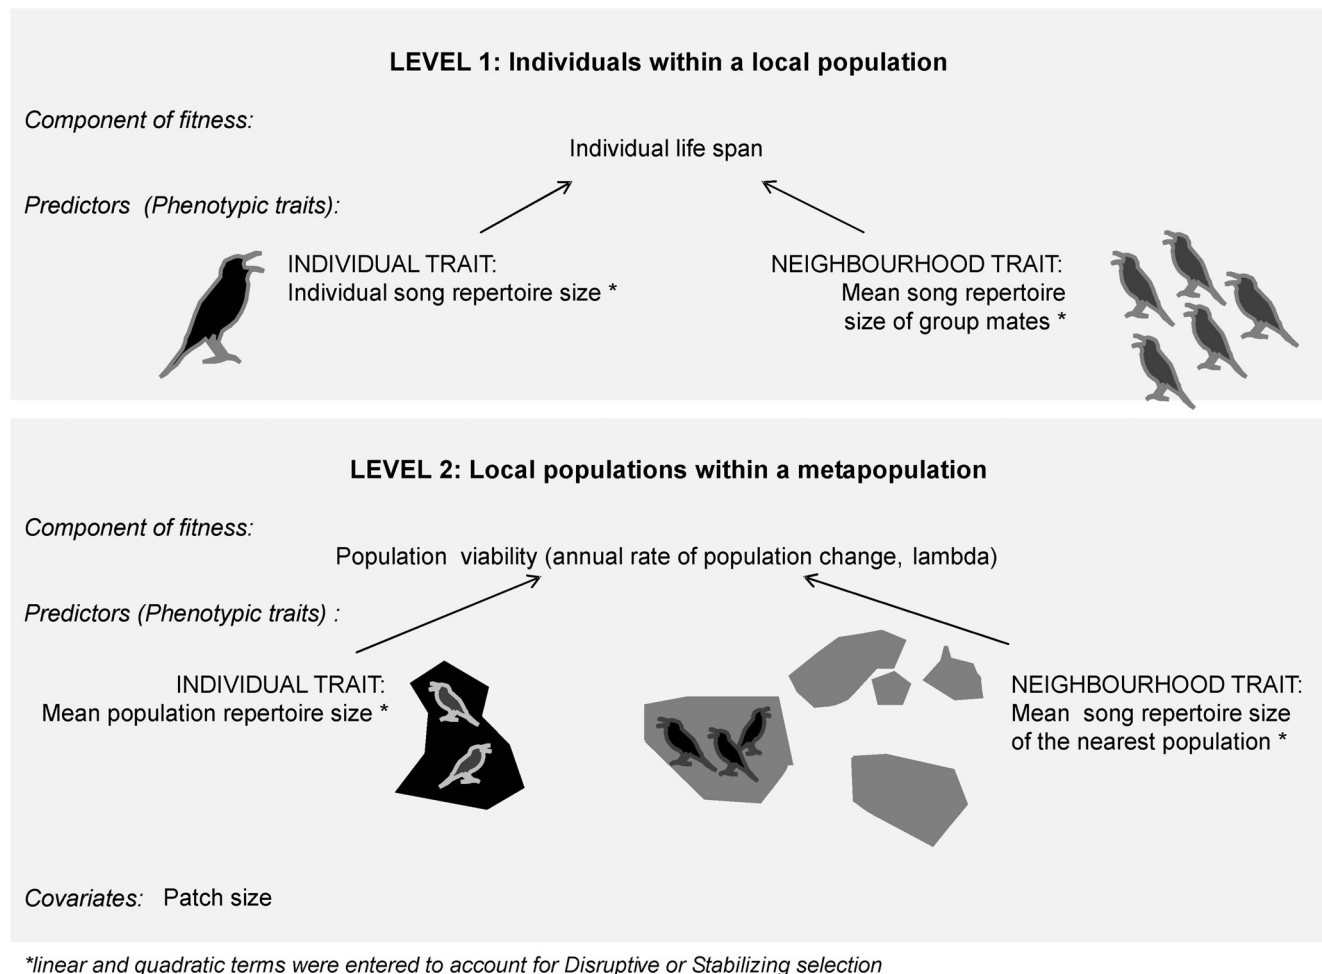 LEVEL 1: Individuals within a local population
Component of fitness:
Individual life span
Predictors (Phenotypic traits):
INDIVIDUAL TRAIT:
Individual song repertoire size *
NEIGHBOURHOOD TRAIT:
Mean song repertoire
size of group mates *
LEVEL 2: Local populations within a metapopulation
Component of fitness:
Population viability (annual rate of population change, lambda)
Predictors (Phenotypic traits) :
INDIVIDUAL TRAIT:
Mean population repertoire size *
NEIGHBOURHOOD TRAIT:
Mean song repertoire size
of the nearest population *
Covariates: Patch size
*linear and quadratic terms were entered to account for Disruptive or Stabilizing selection